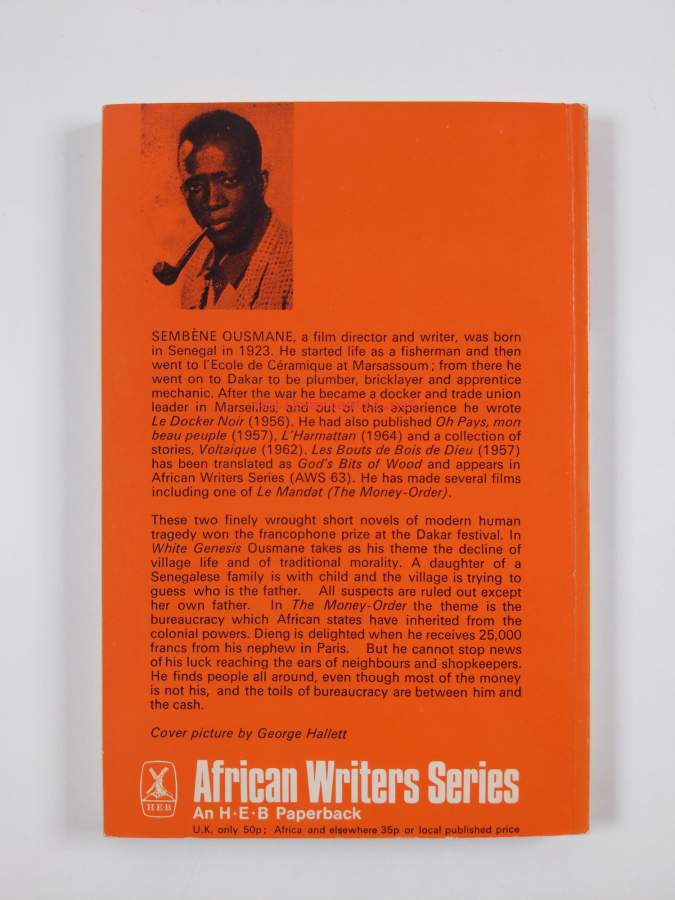 SEMBÈNE OUSMANE, a film director and writer, was born
in Senegal in 1923. He started life as a fisherman and then
went to l'Ecole de Céramique at Marsassoum; from there he
went on to Dakar to be plumber, bricklayer and apprentice
mechanic. After the war he became a docker and trade union
leader in Marseilles, and out of this experience he wrote
Le Docker Noir (1956). He had also published Oh Pays, mon
beau peuple (1957), L'Harmattan (1964) and a collection of
stories, Voltaique (1962). Les Bouts de Bois de Dieu (1957)
has been translated as God's Bits of Wood and appears in
African Writers Series (AWS 63). He has made several films
including one of Le Mandat (The Money-Order).
These two finely wrought short novels of modern human
tragedy won the francophone prize at the Dakar festival. In
White Genesis Ousmane takes as his theme the decline of
village life and of traditional morality. A daughter of a
Senegalese family is with child and the village is trying to
guess who is the father. All suspects are ruled out except
her own father. In The Money-Order the theme is the
bureaucracy which African states have inherited from the
colonial powers. Dieng is delighted when he receives 25,000
francs from his nephew in Paris. But he cannot stop news
of his luck reaching the ears of neighbours and shopkeepers.
He finds people all around, even though most of the money
is not his, and the toils of bureaucracy are between him and
the cash.
Cover picture by George Hallett
HEB
African Writers Series
An H·E·B Paperback
U.K. only 50p; Africa and elsewhere 35p or local published price